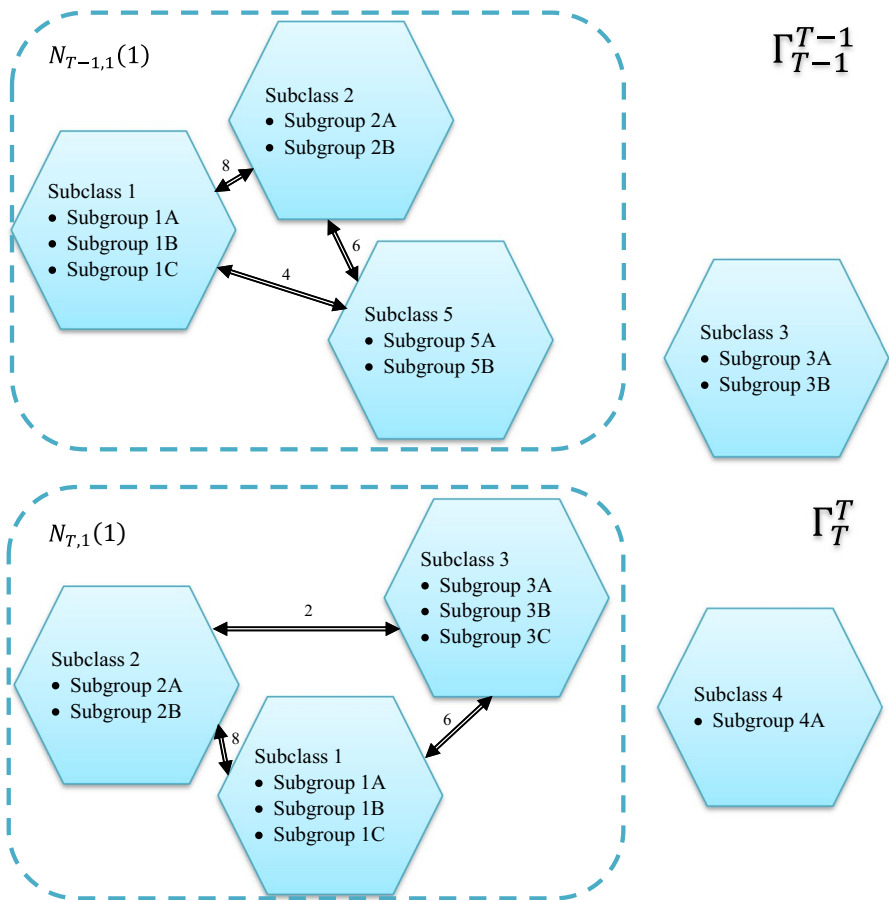 N_{T-1,1}(1)
Γ_{T-1}^{T-1}
Subclass 2
• Subgroup 2A
• Subgroup 2B
8
Subclass 1
• Subgroup 1A
• Subgroup 1B
• Subgroup 1C
6
4
Subclass 5
• Subgroup 5A
• Subgroup 5B
Subclass 3
• Subgroup 3A
• Subgroup 3B
N_{T,1}(1)
Γ_T^T
Subclass 3
• Subgroup 3A
• Subgroup 3B
• Subgroup 3C
2
Subclass 2
• Subgroup 2A
• Subgroup 2B
6
8
Subclass 1
• Subgroup 1A
• Subgroup 1B
• Subgroup 1C
Subclass 4
• Subgroup 4A